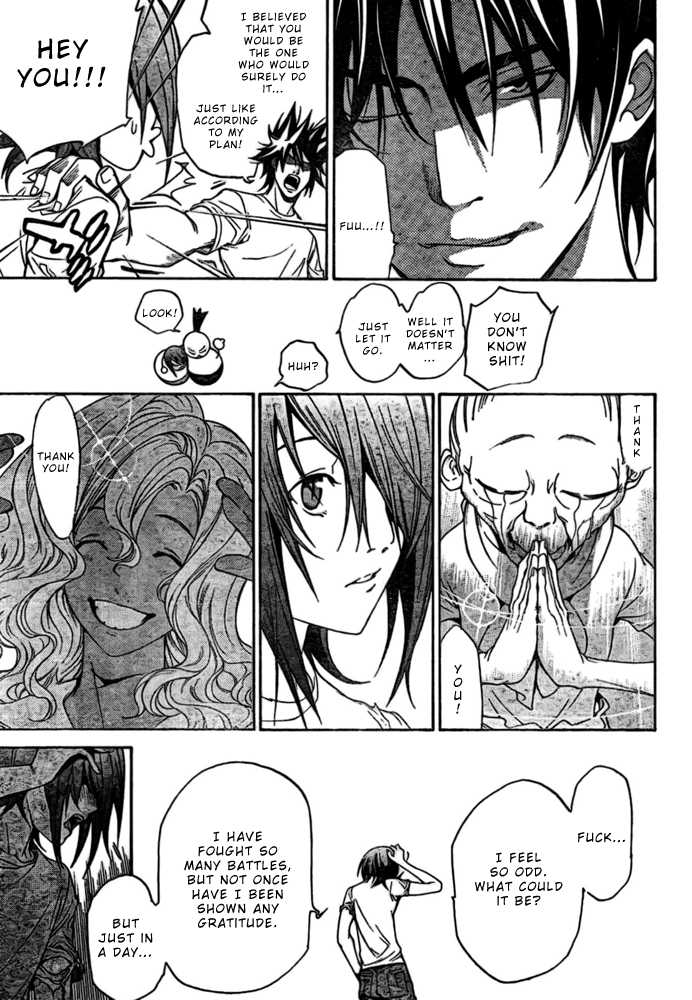 FUU...!!
I BELIEVED
THAT YOU
WOULD BE
THE ONE
WHO WOULD
SURELY DO
IT...
JUST LIKE
ACCORDING
TO MY
PLAN!
HEY
YOU!!!
YOU
DON'T
KNOW
SHIT!
WELL IT
DOESN'T
MATTER
...
JUST
LET IT
GO.
HUH?
LOOK!
THANK
YOU!
THANK
YOU!
FUCK...
I FEEL
SO ODD.
WHAT COULD
IT BE?
I HAVE
FOUGHT SO
MANY BATTLES,
BUT NOT ONCE
HAVE I BEEN
SHOWN ANY
GRATITUDE.
BUT
JUST IN
A DAY...